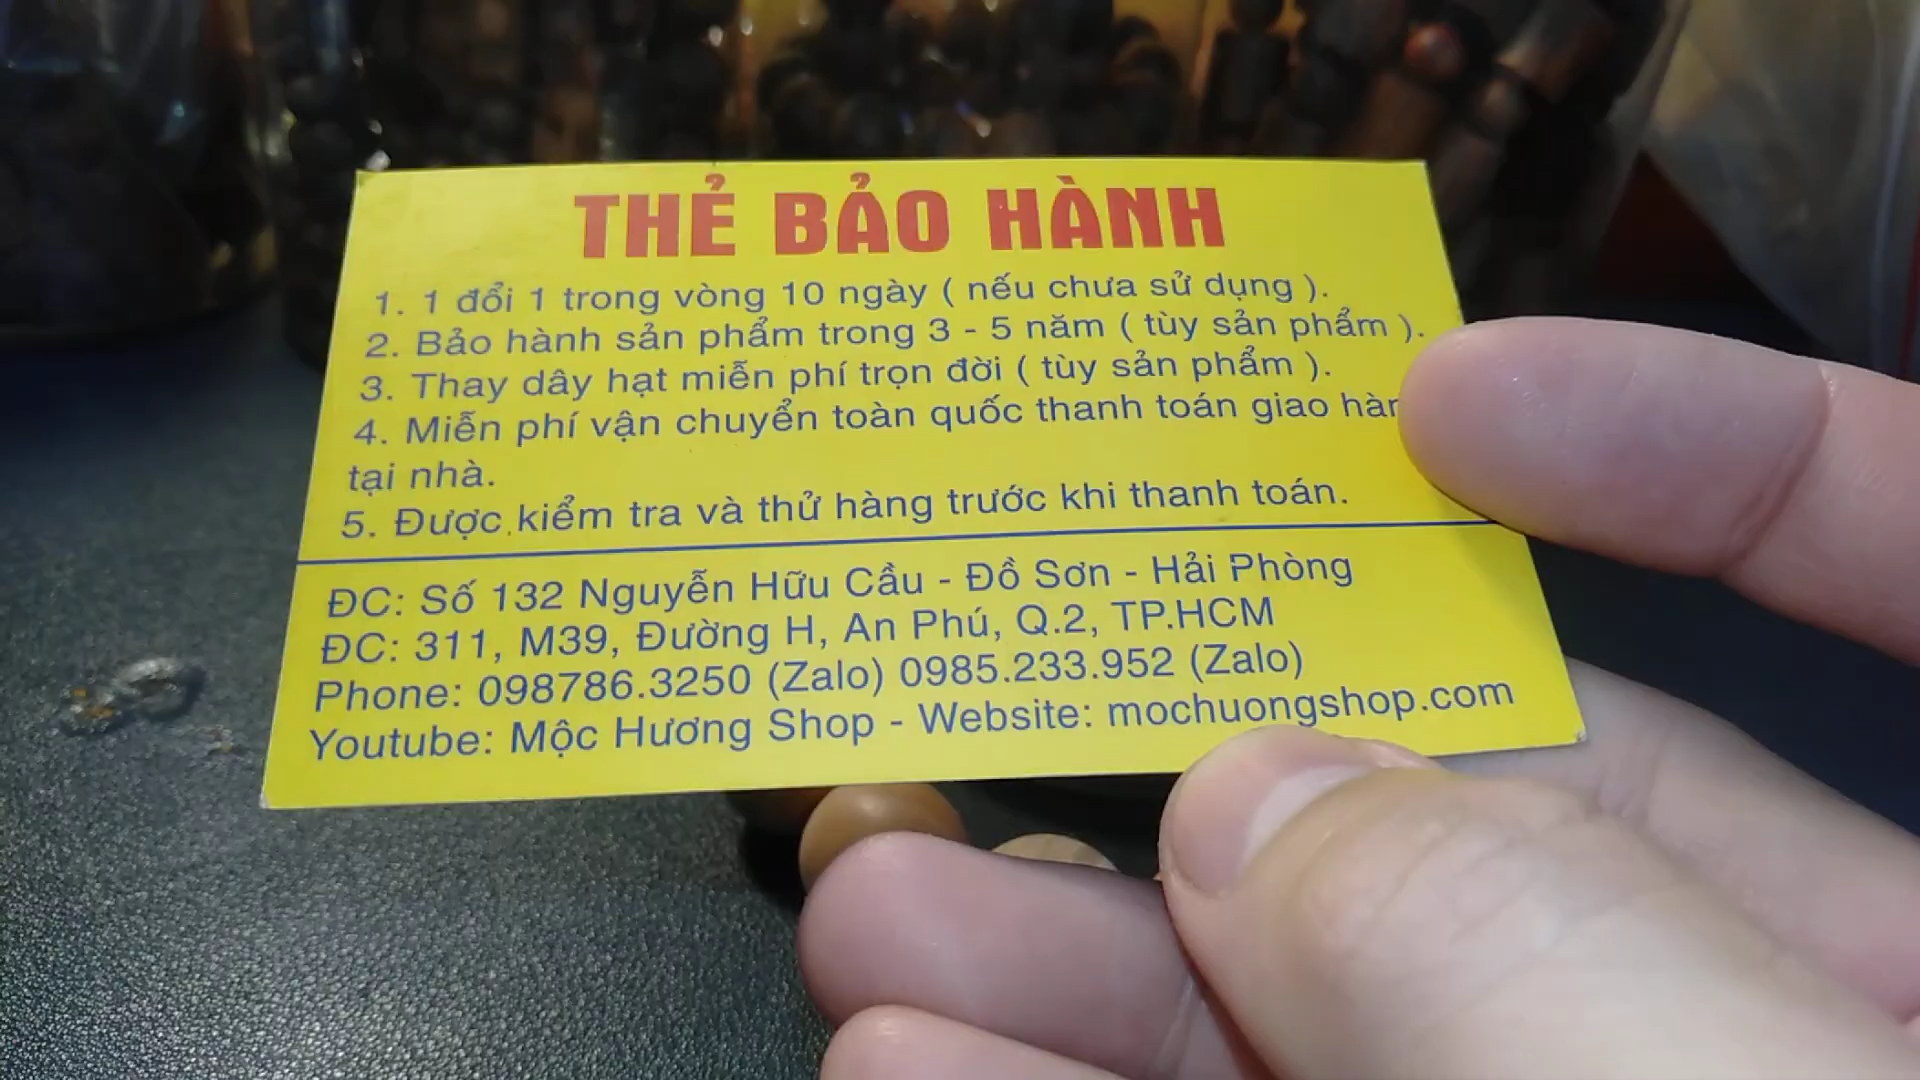 THẺ BẢO HÀNH
1. 1 đổi 1 trong vòng 10 ngày ( nếu chưa sử dụng ).
2. Bảo hành sản phẩm trong 3 - 5 năm ( tùy sản phẩm ).
3. Thay dây hạt miễn phí trọn đời ( tùy sản phẩm ).
4. Miễn phí vận chuyển toàn quốc thanh toán giao
tại nhà.
5. Được kiểm tra và thử hàng trước khi thanh toán.
ĐC: Số 132 Nguyễn Hữu Cầu - Đồ Sơn - Hải Phòng
ĐC: 311, M39, Đường H, An Phú, Q.2, TP.HCM
Phone: 098786.3250 (Zalo) 0985.233.952 (Zalo)
Youtube: Mộc Hương Shop - Website: mochuongshop.com